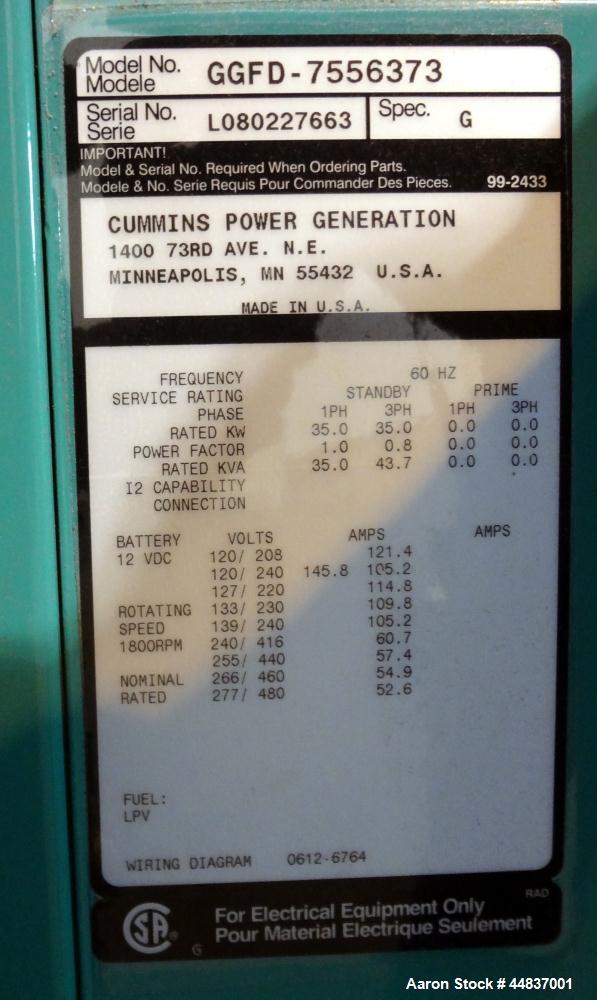 Model No.
Modele GGFD-7556373
Serial No.
Serie L080227663 Spec. G
IMPORTANT!
Model & Serial No. Required When Ordering Parts.
Modele & No. Serie Requis Pour Commander Des Pieces. 99-2433
CUMMINS POWER GENERATION
1400 73RD AVE. N.E.
MINNEAPOLIS, MN 55432 U.S.A.
MADE IN U.S.A.
FREQUENCY 60 HZ
SERVICE RATING STANDBY PRIME
PHASE 1PH 3PH 1PH 3PH
RATED KW 35.0 35.0 0.0 0.0
POWER FACTOR 1.0 0.8 0.0 0.0
RATED KVA 35.0 43.7 0.0 0.0
I2 CAPABILITY
CONNECTION
BATTERY VOLTS AMPS AMPS
12 VDC 120/ 208 121.4
120/ 240 145.8 105.2
127/ 220 114.8
ROTATING 133/ 230 109.8
SPEED 139/ 240 105.2
1800RPM 240/ 416 60.7
255/ 440 57.4
NOMINAL 266/ 460 54.9
RATED 277/ 480 52.6
FUEL:
LPV
WIRING DIAGRAM 0612-6764
RAD
SA® G For Electrical Equipment Only
Pour Material Electrique Seulement
Aaron Stock # 44837001